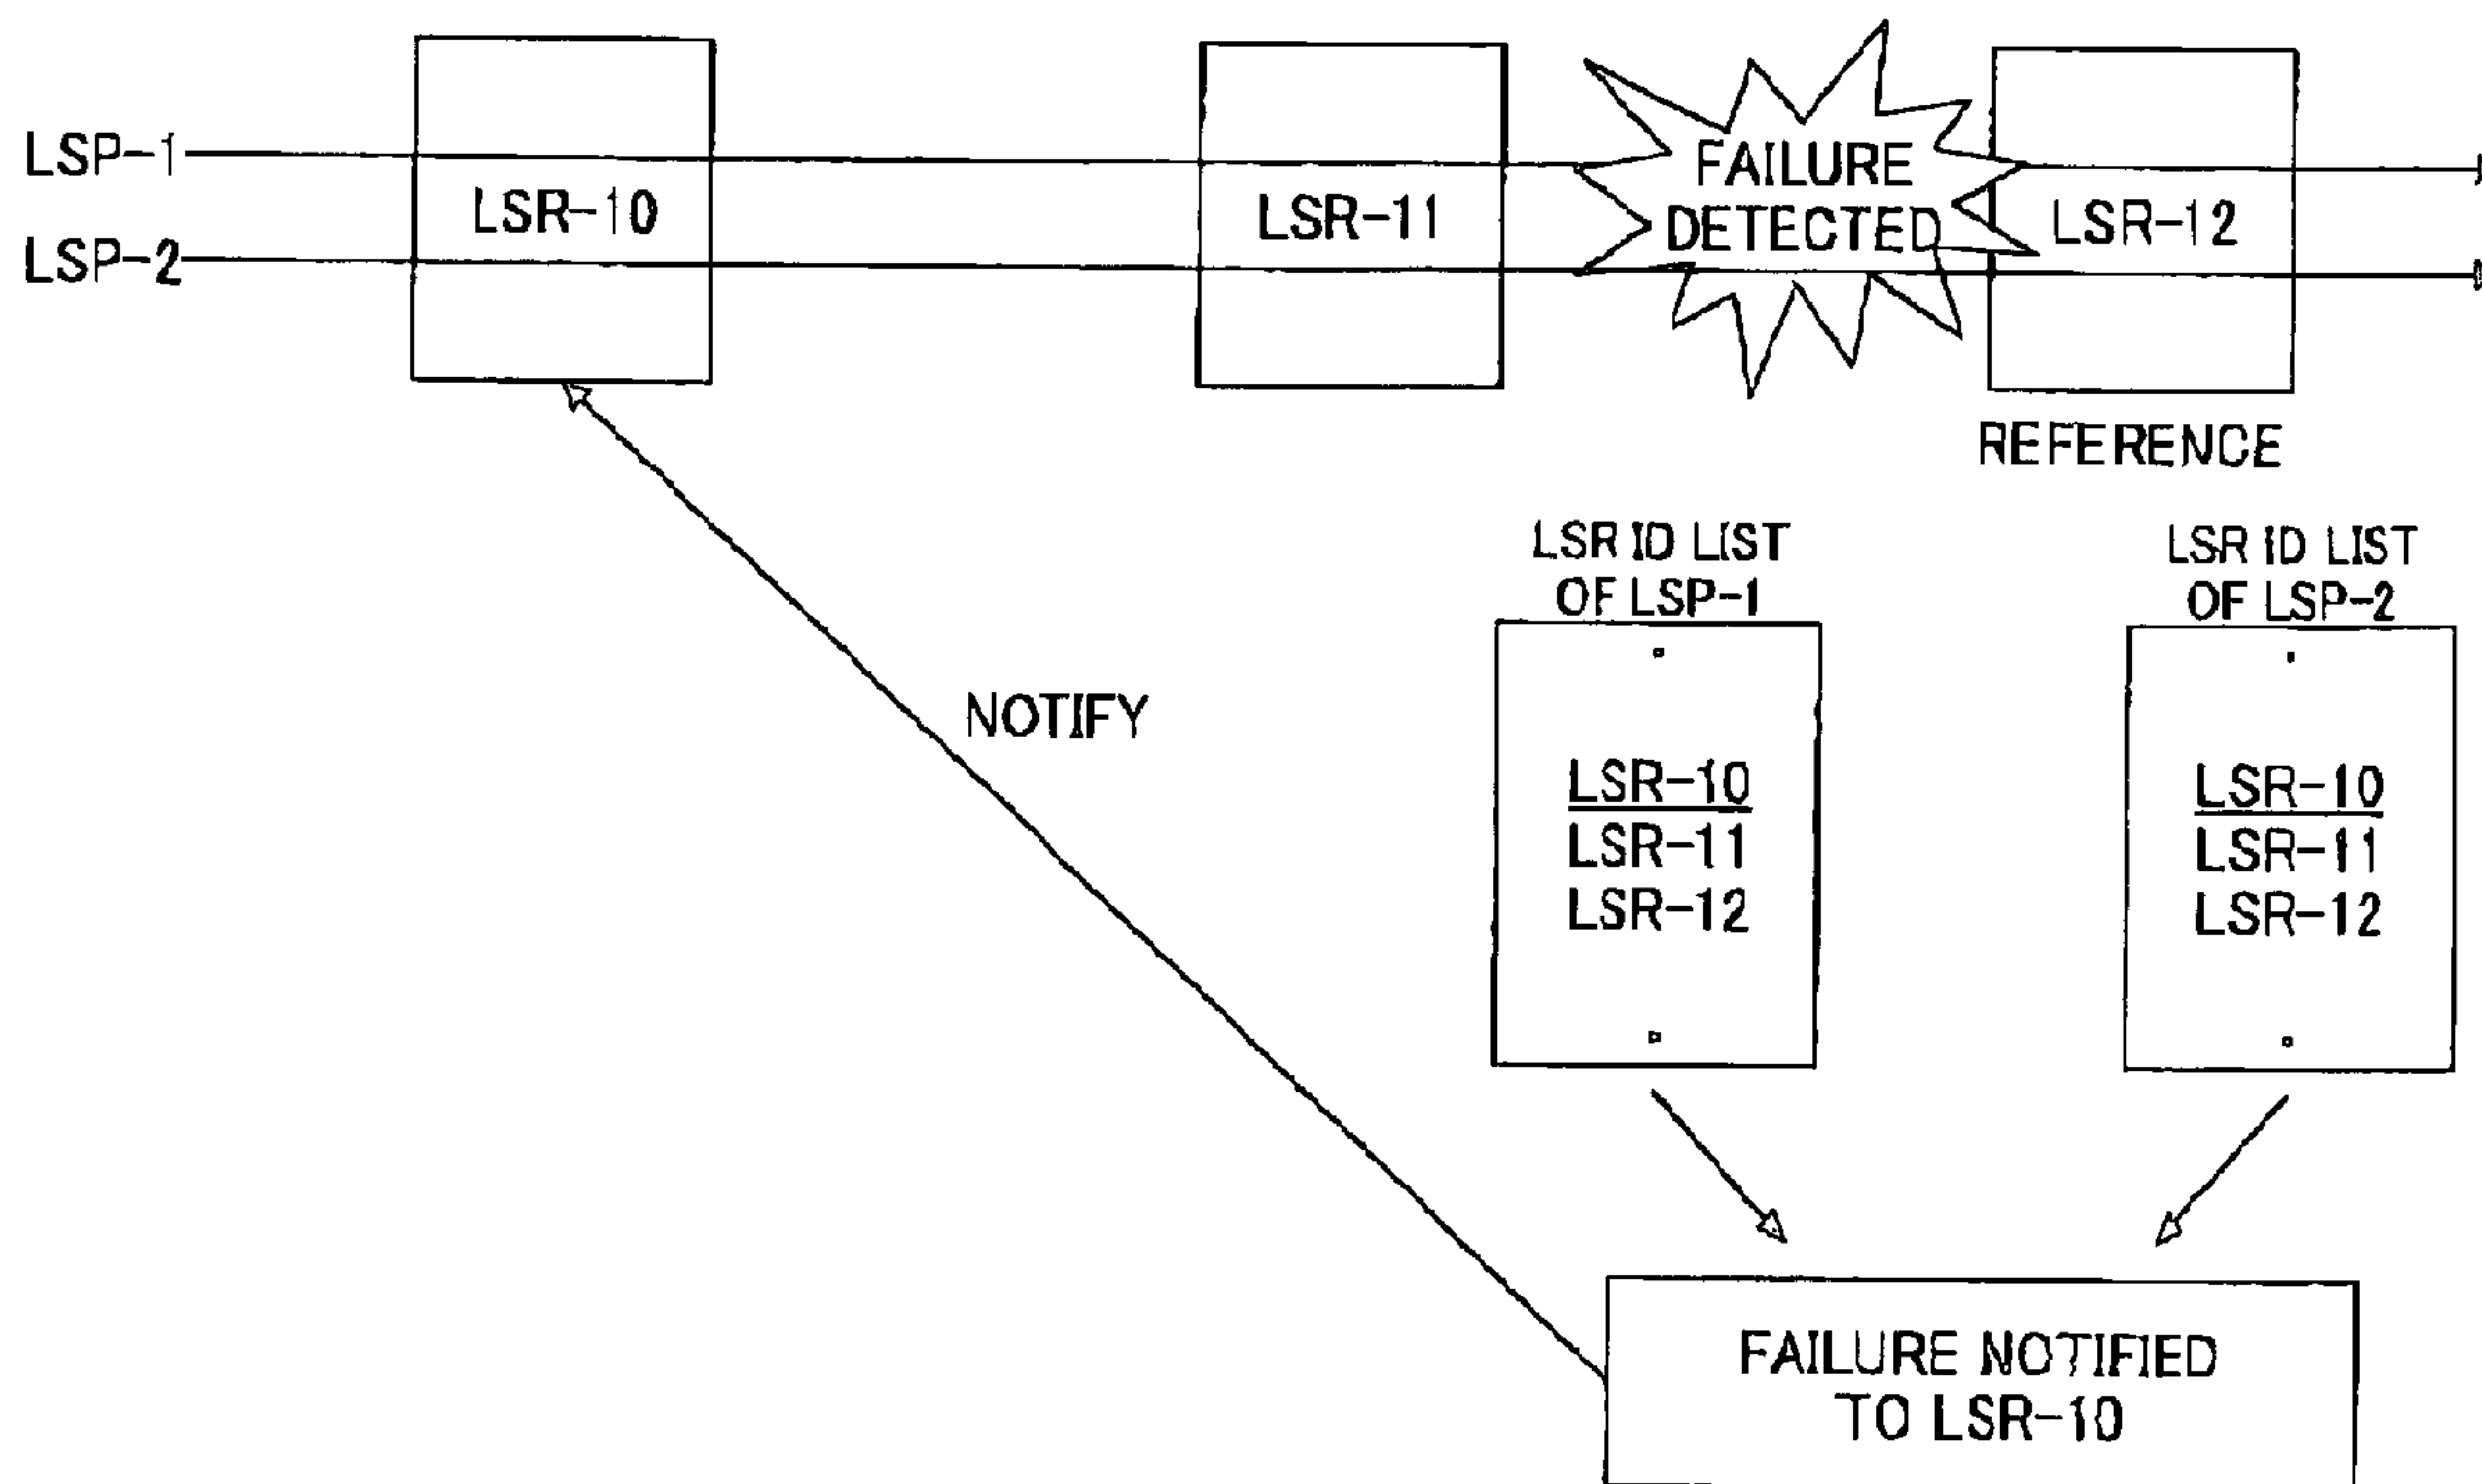 LSP-1
LSP-2
LSR-10
LSR-11
FAILURE
DETECTED
LSR-12
REFERENCE
LSR ID LIST
OF LSP-1
LSR ID LIST
OF LSP-2
NOTIFY
LSR-10
LSR-11
LSR-12
LSR-10
LSR-11
LSR-12
FAILURE NOTIFIED
TO LSR-10